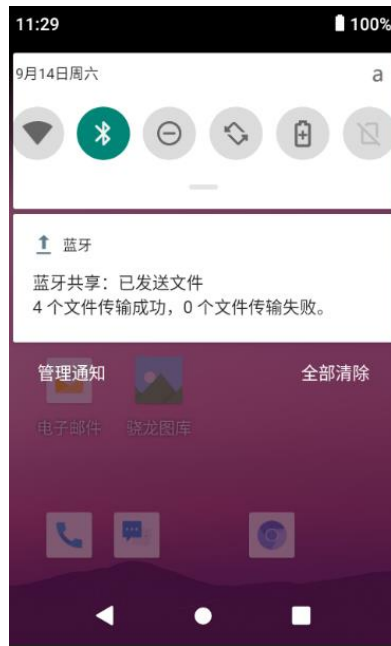 11:29
100%
9月14日周六
a
蓝牙
蓝牙共享：已发送文件
4 个文件传输成功，0 个文件传输失败。
管理通知
全部清除
电子邮件
骁龙图库